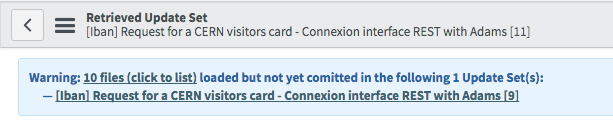 Retrieved Update Set
[Iban] Request for a CERN visitors card - Connexion interface REST with Adams [11]
Warning: 10 files (click to list) loaded but not yet comitted in the following 1 Update Set(s):
— [Iban] Request for a CERN visitors card - Connexion interface REST with Adams [9]